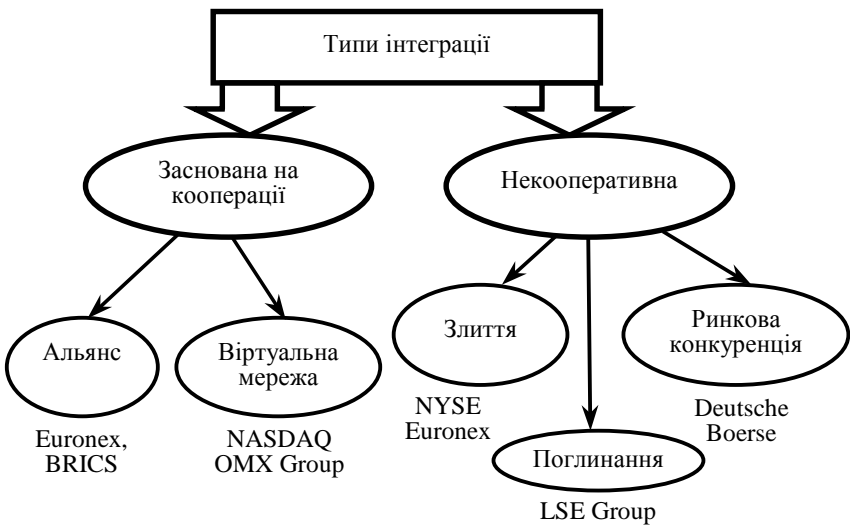 Типи інтеграції
Заснована на
кооперації
Некооперативна
Альянс
Віртуальна
мережа
Злиття
Ринкова
конкуренція
Euronex,
BRICS
NASDAQ
OMX Group
NYSE
Euronex
Deutsche
Boerse
Поглинання
LSE Group